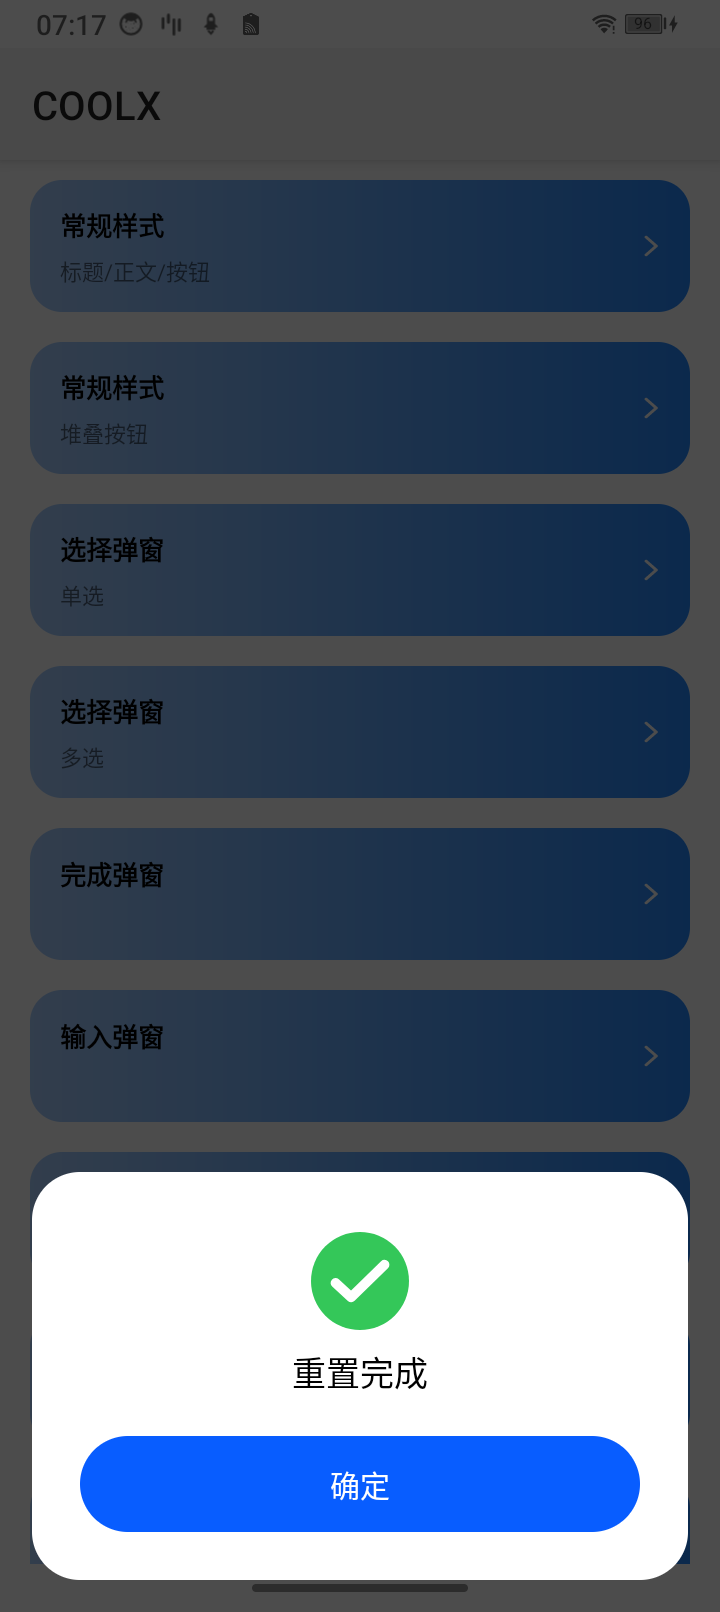 07:17
96
COOLX
常规样式
标题/正文/按钮
常规样式
堆叠按钮
选择弹窗
单选
选择弹窗
多选
完成弹窗
输入弹窗
重置完成
确定